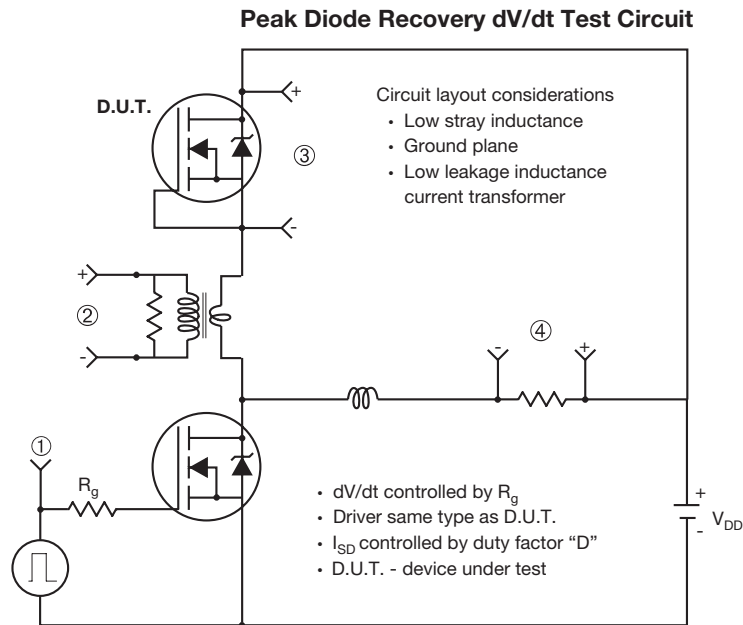 Peak Diode Recovery dV/dt Test Circuit
D.U.T.
+
-
③
Circuit layout considerations
• Low stray inductance
• Ground plane
• Low leakage inductance
current transformer
+
②
-
-
④
+
①
Rg
+
VDD
-
• dV/dt controlled by Rg
• Driver same type as D.U.T.
• ISD controlled by duty factor “D”
• D.U.T. - device under test